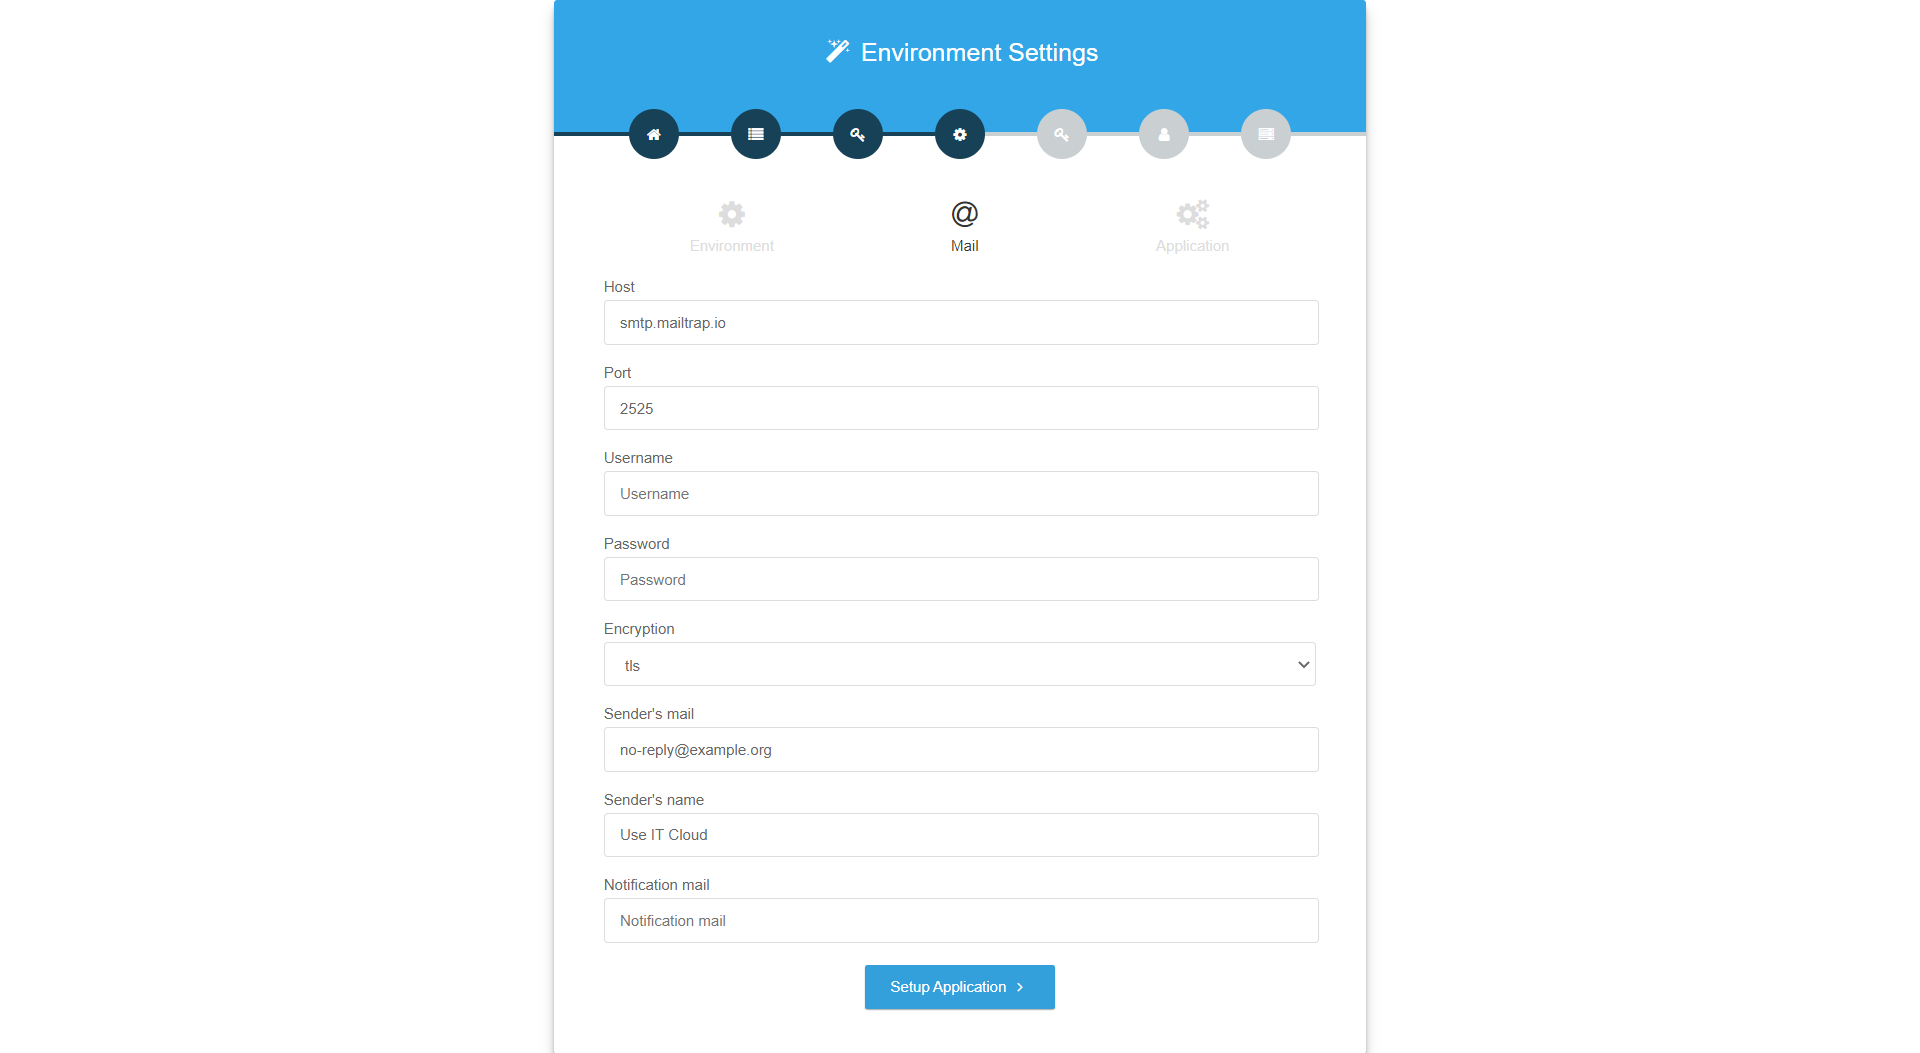 Environment Settings
Environment
@
Mail
Application
Host
smtp.mailtrap.io
Port
2525
Username
Username
Password
Password
Encryption
tls
Sender's mail
no-reply@example.org
Sender's name
Use IT Cloud
Notification mail
Notification mail
Setup Application